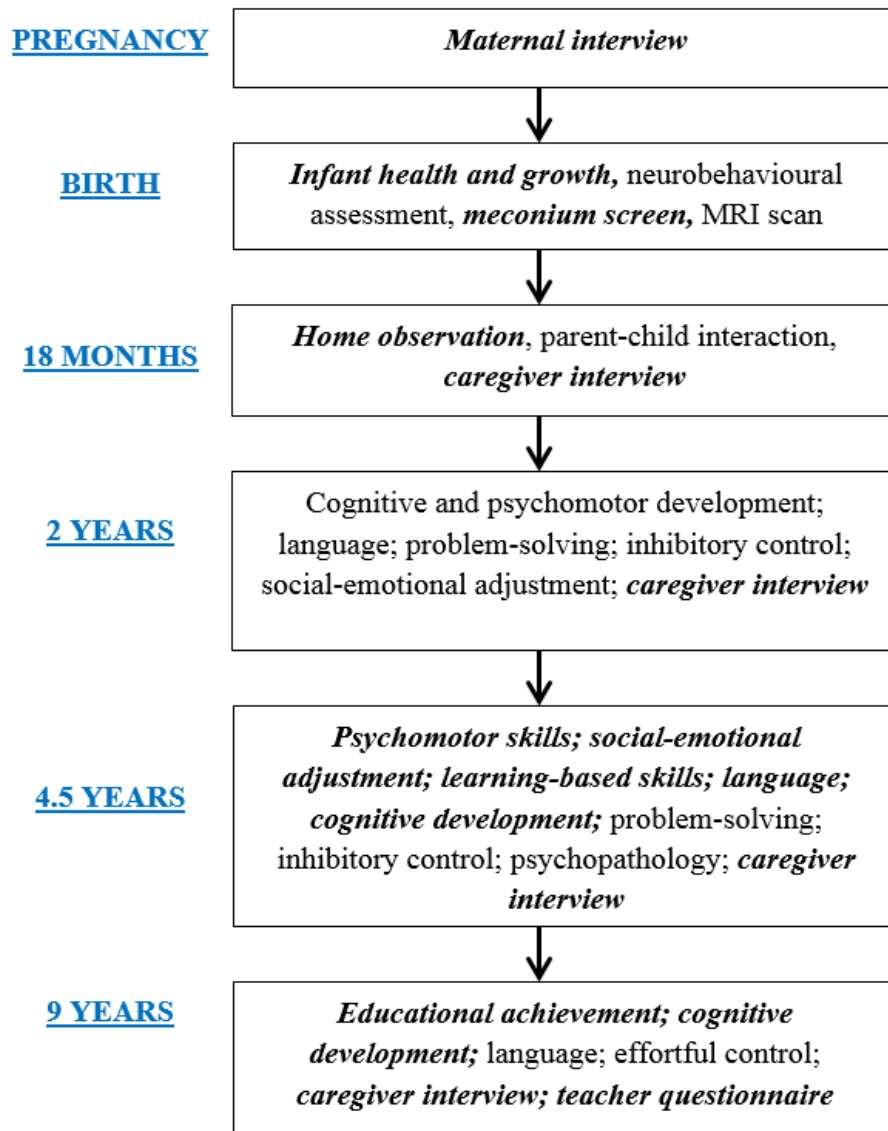 PREGNANCY
Maternal interview
BIRTH
Infant health and growth, neurobehavioural
assessment, meconium screen, MRI scan
18 MONTHS
Home observation, parent-child interaction,
caregiver interview
2 YEARS
Cognitive and psychomotor development;
language; problem-solving; inhibitory control;
social-emotional adjustment; caregiver interview
4.5 YEARS
Psychomotor skills; social-emotional
adjustment; learning-based skills; language;
cognitive development; problem-solving;
inhibitory control; psychopathology; caregiver
interview
9 YEARS
Educational achievement; cognitive
development; language; effortful control;
caregiver interview; teacher questionnaire